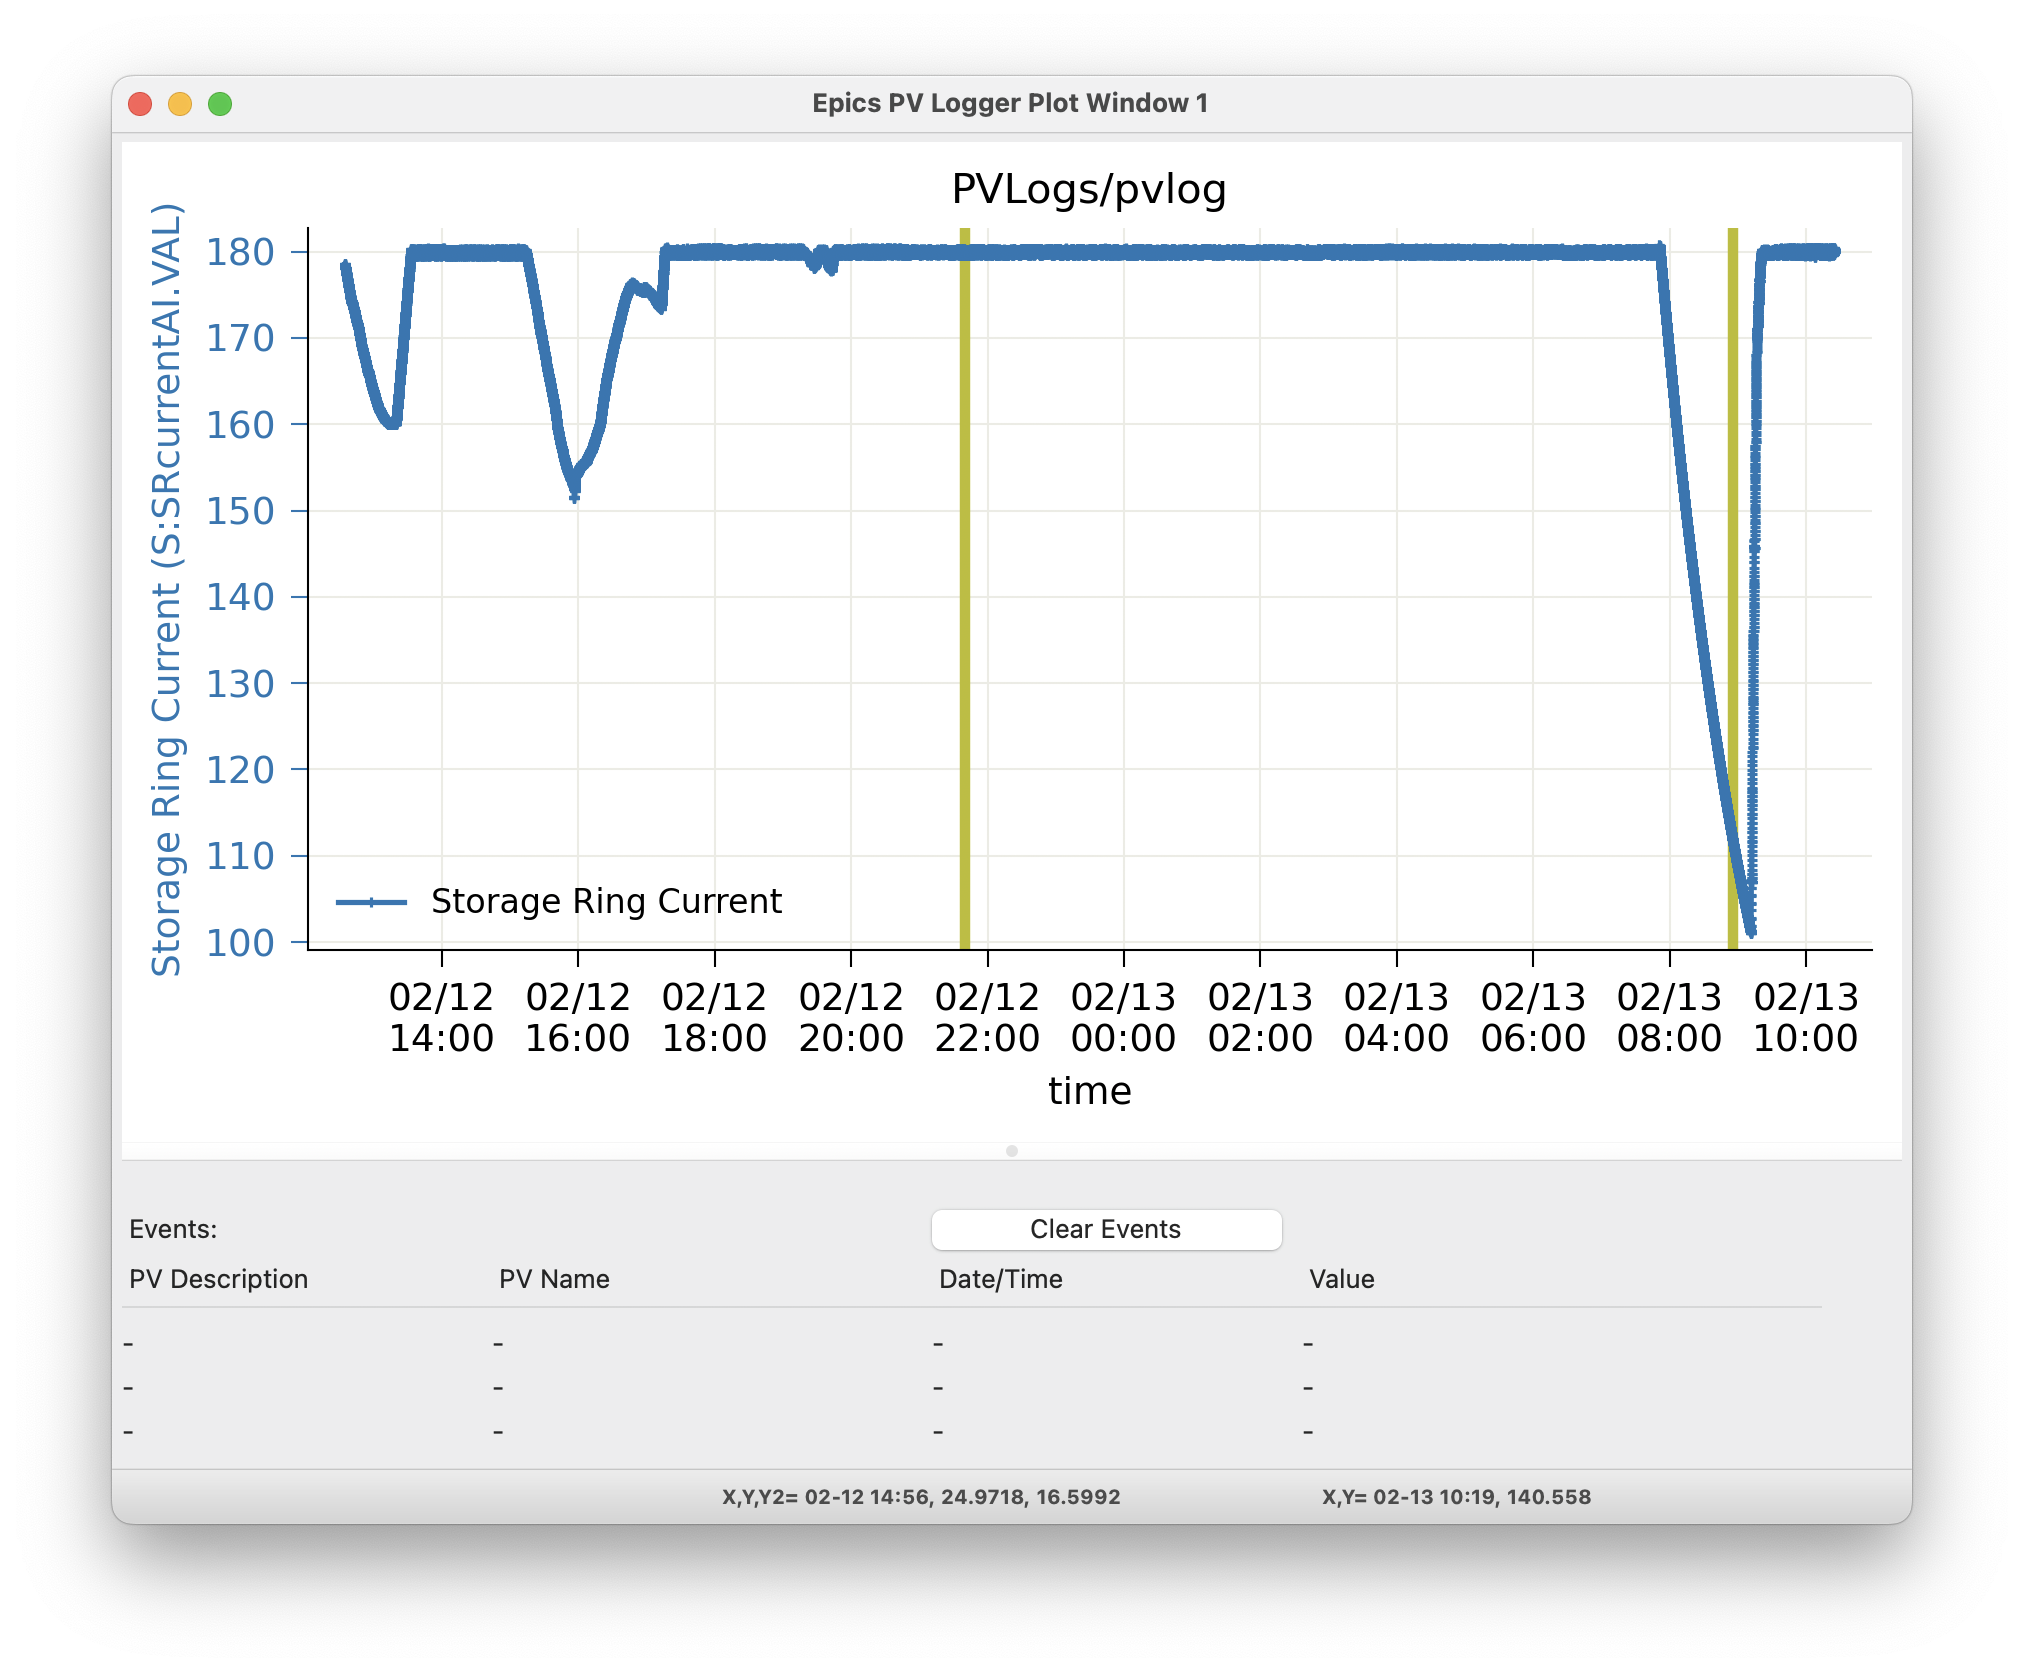 Epics PV Logger Plot Window 1
PVLogs/pvlog
Storage Ring Current (S:SRcurrentAI.VAL)
180
170
160
150
140
130
120
110
100
Storage Ring Current
02/12 02/12 02/12 02/12 02/12 02/13 02/13 02/13 02/13 02/13 02/13
14:00 16:00 18:00 20:00 22:00 00:00 02:00 04:00 06:00 08:00 10:00
time
Events: Clear Events
PV Description PV Name Date/Time Value
- - - -
- - - -
- - - -
X,Y,Y2= 02-12 14:56, 24.9718, 16.5992 X,Y= 02-13 10:19, 140.558